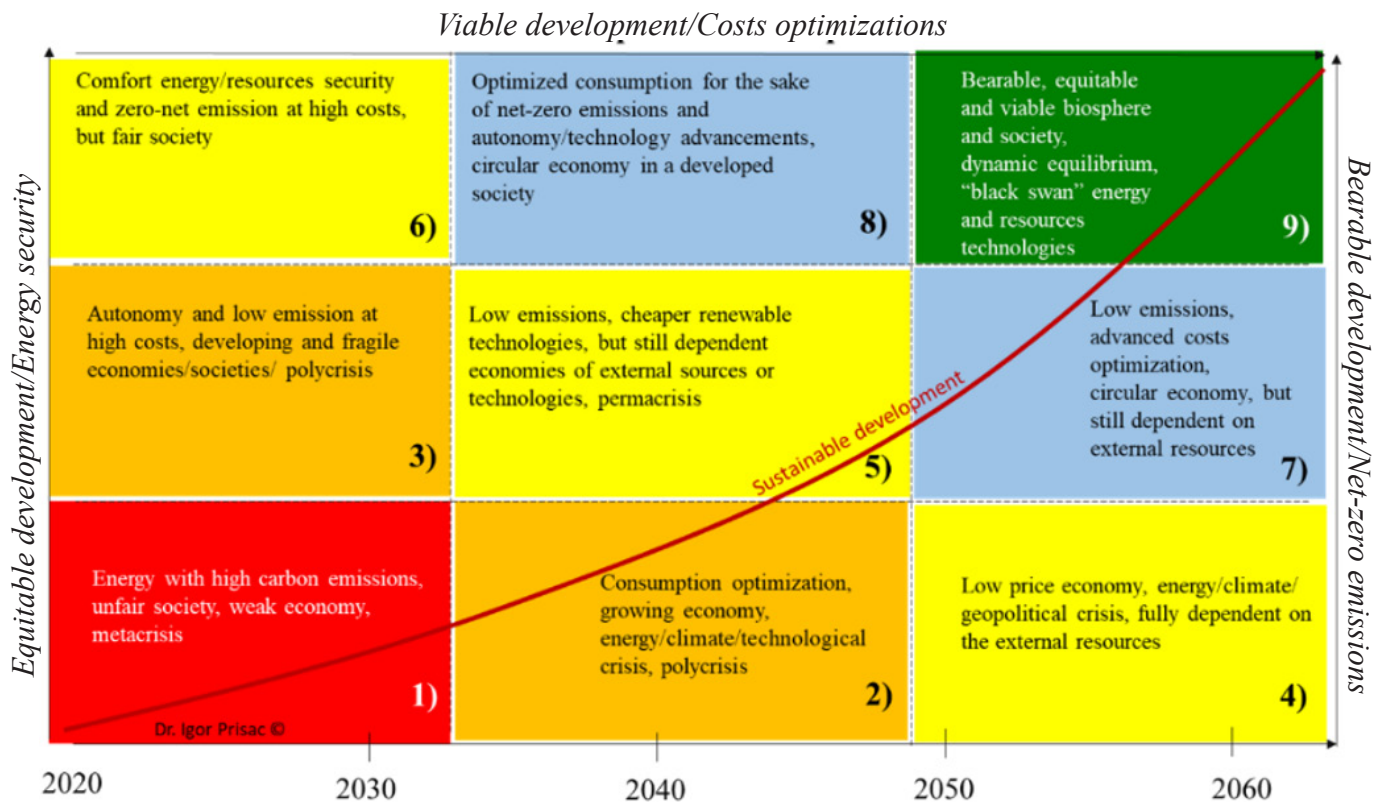 Viable development/Costs optimizations
Equitable development/Energy security
Comfort energy/resources security
and zero-net emission at high costs,
but fair society
6)
Optimized consumption for the sake
of net-zero emissions and
autonomy/technology advancements,
circular economy in a developed
society
8)
Bearable, equitable
and viable biosphere
and society,
dynamic equilibrium,
“black swan” energy
and resources
technologies
9)
Bearable development/Net-zero emissions
Autonomy and low emission at
high costs, developing and fragile
economies/societies/ polycrisis
3)
Low emissions, cheaper renewable
technologies, but still dependent
economies of external sources or
technologies, permacrisis
5)
Sustainable development
Low emissions,
advanced costs
optimization,
circular economy, but
still dependent on
external resources
7)
Energy with high carbon emissions,
unfair society, weak economy,
metacrisis
1)
Dr. Igor Prisac ©
Consumption optimization,
growing economy,
energy/climate/technological
crisis, polycrisis
2)
Low price economy, energy/climate/
geopolitical crisis, fully dependent on
the external resources
4)
2020
2030
2040
2050
2060